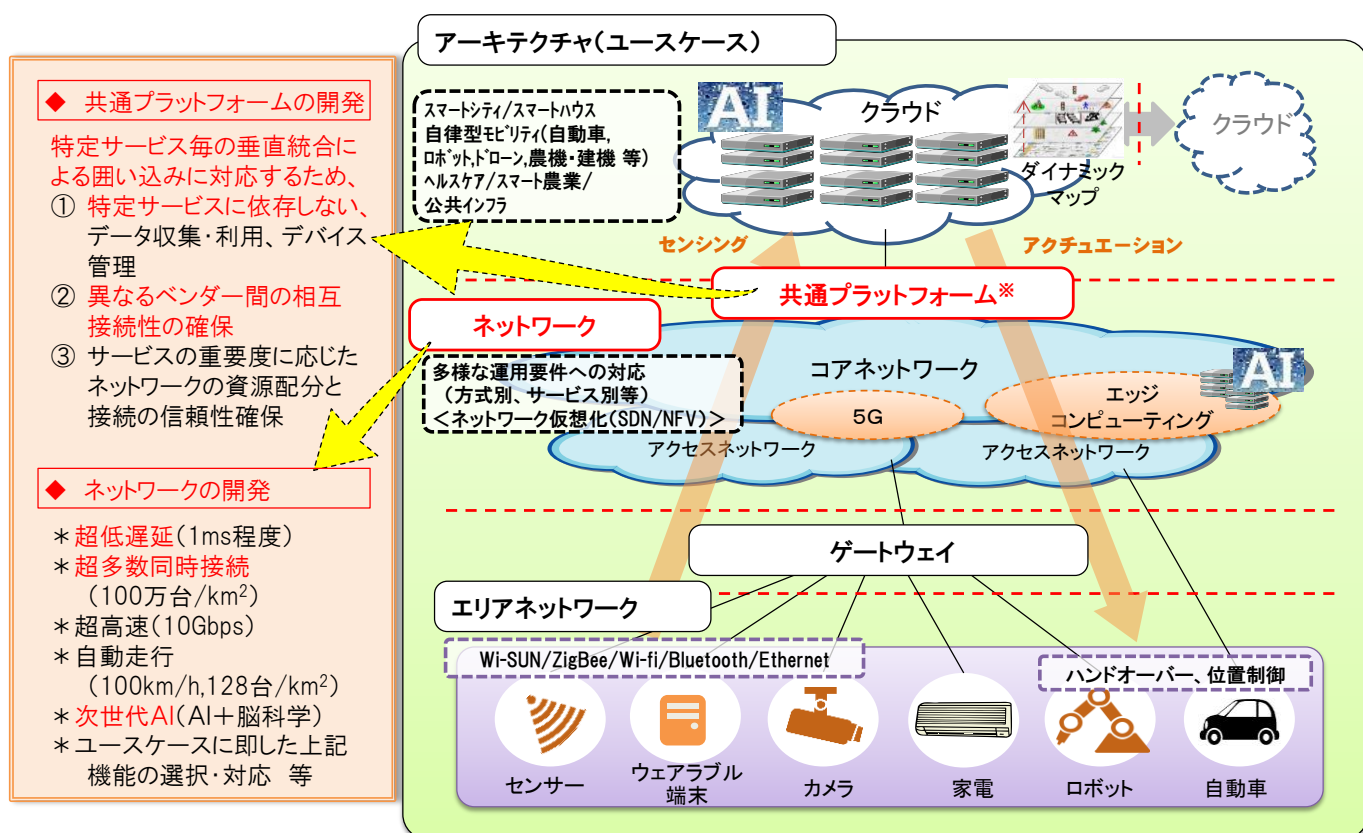 アーキテクチャ(ユースケース)
◆ 共通プラットフォームの開発
特定サービス毎の垂直統合に
よる囲い込みに対応するため、
① 特定サービスに依存しない、
データ収集・利用、デバイス
管理
② 異なるベンダー間の相互
接続性の確保
③ サービスの重要度に応じた
ネットワークの資源配分と
接続の信頼性確保
◆ ネットワークの開発
＊超低遅延(1ms程度)
＊超多数同時接続
(100万台/km²)
＊超高速(10Gbps)
＊自動走行
(100km/h,128台/km²)
＊次世代AI(AI＋脳科学)
＊ユースケースに即した上記
機能の選択・対応 等
スマートシティ/スマートハウス
自律型モビリティ(自動車,
ロボット,ドローン,農機・建機 等)
ヘルスケア/スマート農業/
公共インフラ
AI
クラウド
ダイナミック
マップ
クラウド
センシング
アクチュエーション
共通プラットフォーム※
ネットワーク
多様な運用要件への対応
(方式別、サービス別等)
＜ネットワーク仮想化(SDN/NFV)＞
コアネットワーク
AI
エッジ
コンピューティング
5G
アクセスネットワーク
アクセスネットワーク
ゲートウェイ
エリアネットワーク
Wi-SUN/ZigBee/Wi-fi/Bluetooth/Ethernet
ハンドオーバー、位置制御
センサー
ウェアラブル
端末
カメラ
家電
ロボット
自動車